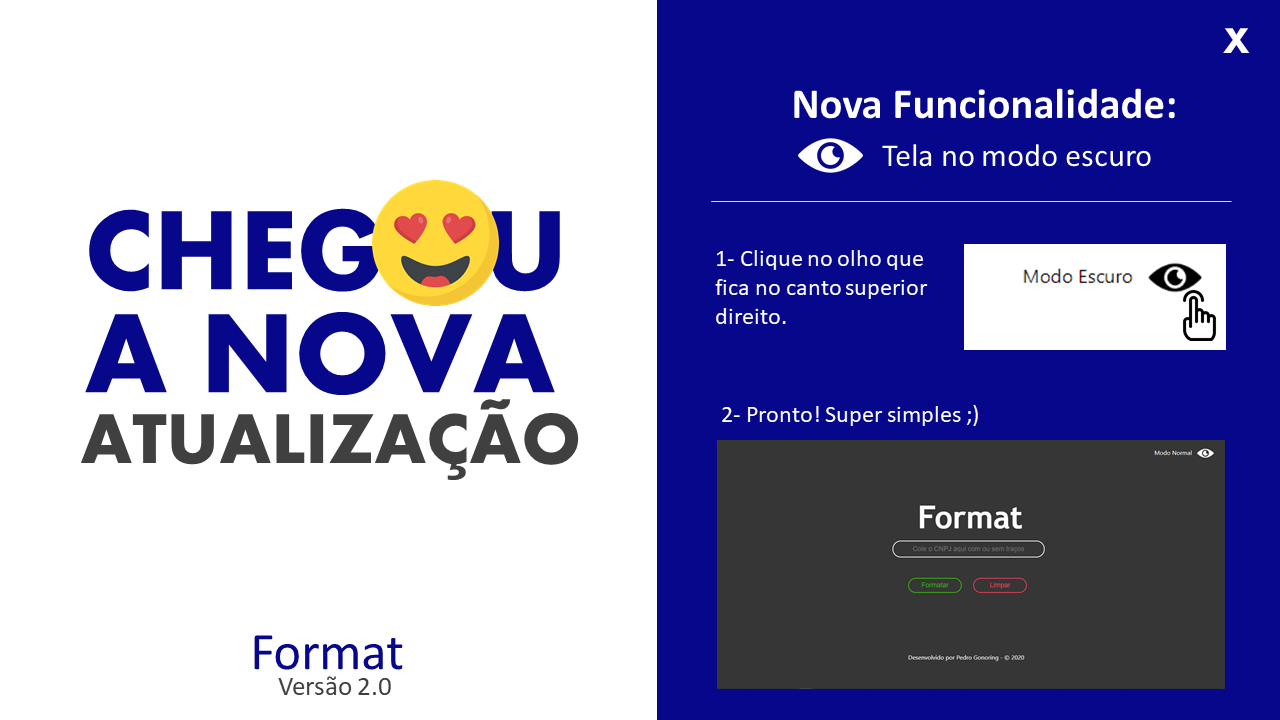 CHEGOU
A NOVA
ATUALIZAÇÃO
Format
Versão 2.0
X
Nova Funcionalidade:
Tela no modo escuro
1- Clique no olho que
fica no canto superior
direito.
Modo Escuro
2- Pronto! Super simples ;)
Modo Normal
Format
Cole o CNPJ aqui com ou sem traços
Formatar
Limpar
Desenvolvido por Pedro Gonoring - © 2020